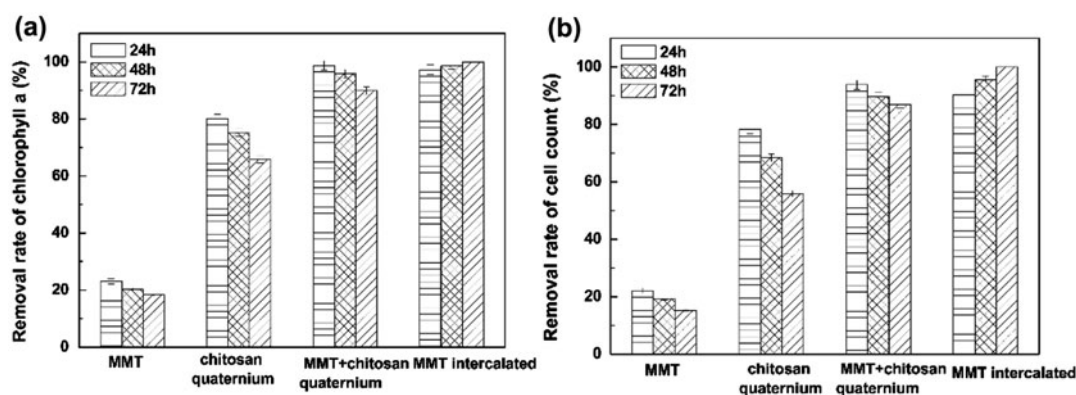 (a)
Removal rate of chlorophyll a (%)
100
80
60
40
20
0
24h
48h
72h
MMT
chitosan
quaternium
MMT+chitosan
quaternium
MMT intercalated
(b)
Removal rate of cell count (%)
100
80
60
40
20
0
24h
48h
72h
MMT
chitosan
quaternium
MMT+chitosan
quaternium
MMT intercalated